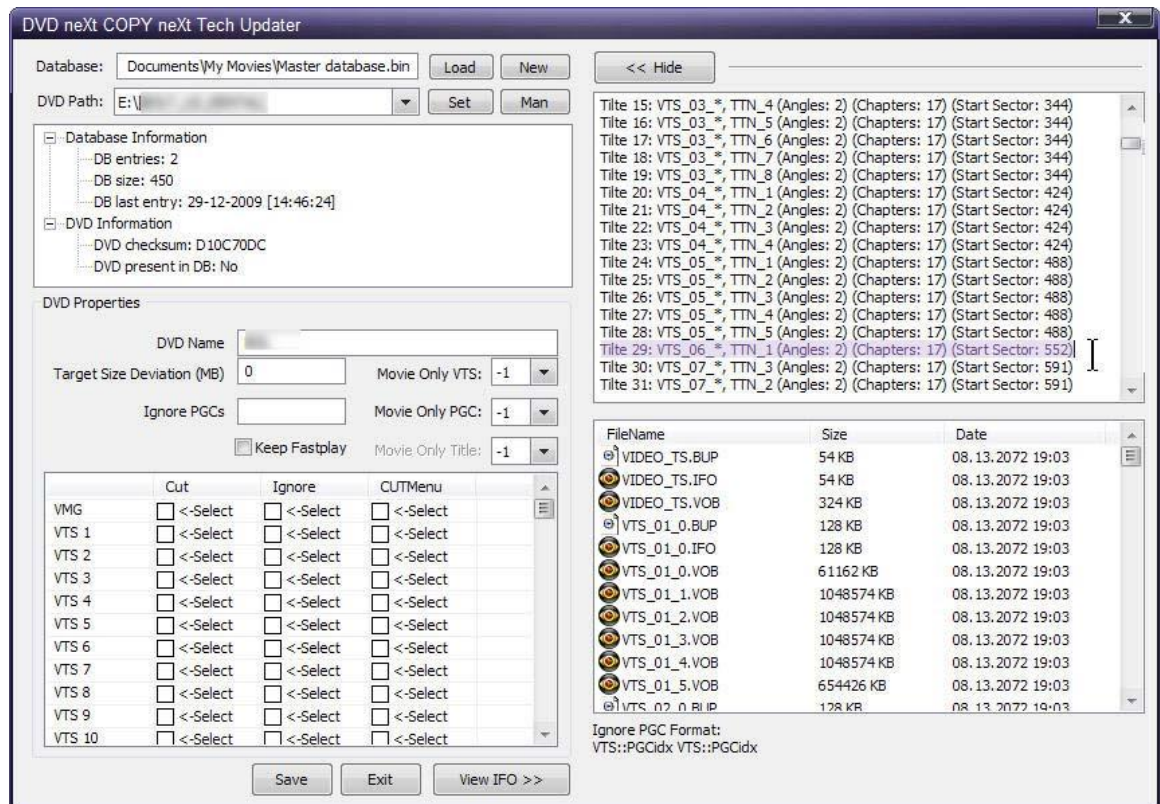 DVD neXt COPY neXt Tech Updater
X
Database: Documents\My Movies\Master database.bin Load New
DVD Path: E:\ Set Man
Database Information
DB entries: 2
DB size: 450
DB last entry: 29-12-2009 [14:46:24]
DVD Information
DVD checksum: D10C70DC
DVD present in DB: No
DVD Properties
DVD Name
Target Size Deviation (MB) 0 Movie Only VTS: -1
Ignore PGCs Movie Only PGC: -1
Keep Fastplay Movie Only Title: -1
Cut Ignore CUTMenu
VMG <-Select <-Select <-Select
VTS 1 <-Select <-Select <-Select
VTS 2 <-Select <-Select <-Select
VTS 3 <-Select <-Select <-Select
VTS 4 <-Select <-Select <-Select
VTS 5 <-Select <-Select <-Select
VTS 6 <-Select <-Select <-Select
VTS 7 <-Select <-Select <-Select
VTS 8 <-Select <-Select <-Select
VTS 9 <-Select <-Select <-Select
VTS 10 <-Select <-Select <-Select
Save Exit View IFO >>
<< Hide
Tilte 15: VTS_03_*, TTN_4 (Angles: 2) (Chapters: 17) (Start Sector: 344)
Tilte 16: VTS_03_*, TTN_5 (Angles: 2) (Chapters: 17) (Start Sector: 344)
Tilte 17: VTS_03_*, TTN_6 (Angles: 2) (Chapters: 17) (Start Sector: 344)
Tilte 18: VTS_03_*, TTN_7 (Angles: 2) (Chapters: 17) (Start Sector: 344)
Tilte 19: VTS_03_*, TTN_8 (Angles: 2) (Chapters: 17) (Start Sector: 344)
Tilte 20: VTS_04_*, TTN_1 (Angles: 2) (Chapters: 17) (Start Sector: 424)
Tilte 21: VTS_04_*, TTN_2 (Angles: 2) (Chapters: 17) (Start Sector: 424)
Tilte 22: VTS_04_*, TTN_3 (Angles: 2) (Chapters: 17) (Start Sector: 424)
Tilte 23: VTS_04_*, TTN_4 (Angles: 2) (Chapters: 17) (Start Sector: 424)
Tilte 24: VTS_05_*, TTN_1 (Angles: 2) (Chapters: 17) (Start Sector: 488)
Tilte 25: VTS_05_*, TTN_2 (Angles: 2) (Chapters: 17) (Start Sector: 488)
Tilte 26: VTS_05_*, TTN_3 (Angles: 2) (Chapters: 17) (Start Sector: 488)
Tilte 27: VTS_05_*, TTN_4 (Angles: 2) (Chapters: 17) (Start Sector: 488)
Tilte 28: VTS_05_*, TTN_5 (Angles: 2) (Chapters: 17) (Start Sector: 488)
Tilte 29: VTS_06_*, TTN_1 (Angles: 2) (Chapters: 17) (Start Sector: 552)
Tilte 30: VTS_07_*, TTN_3 (Angles: 2) (Chapters: 17) (Start Sector: 591)
Tilte 31: VTS_07_*, TTN_2 (Angles: 2) (Chapters: 17) (Start Sector: 591)
FileName Size Date
VIDEO_TS.BUP 54 KB 08.13.2072 19:03
VIDEO_TS.IFO 54 KB 08.13.2072 19:03
VIDEO_TS.VOB 324 KB 08.13.2072 19:03
VTS_01_0.BUP 128 KB 08.13.2072 19:03
VTS_01_0.IFO 128 KB 08.13.2072 19:03
VTS_01_0.VOB 61162 KB 08.13.2072 19:03
VTS_01_1.VOB 1048574 KB 08.13.2072 19:03
VTS_01_2.VOB 1048574 KB 08.13.2072 19:03
VTS_01_3.VOB 1048574 KB 08.13.2072 19:03
VTS_01_4.VOB 1048574 KB 08.13.2072 19:03
VTS_01_5.VOB 654426 KB 08.13.2072 19:03
VTS_02_0.BUP 128 KB 08.13.2072 19:03
Ignore PGC Format:
VTS::PGCidx VTS::PGCidx